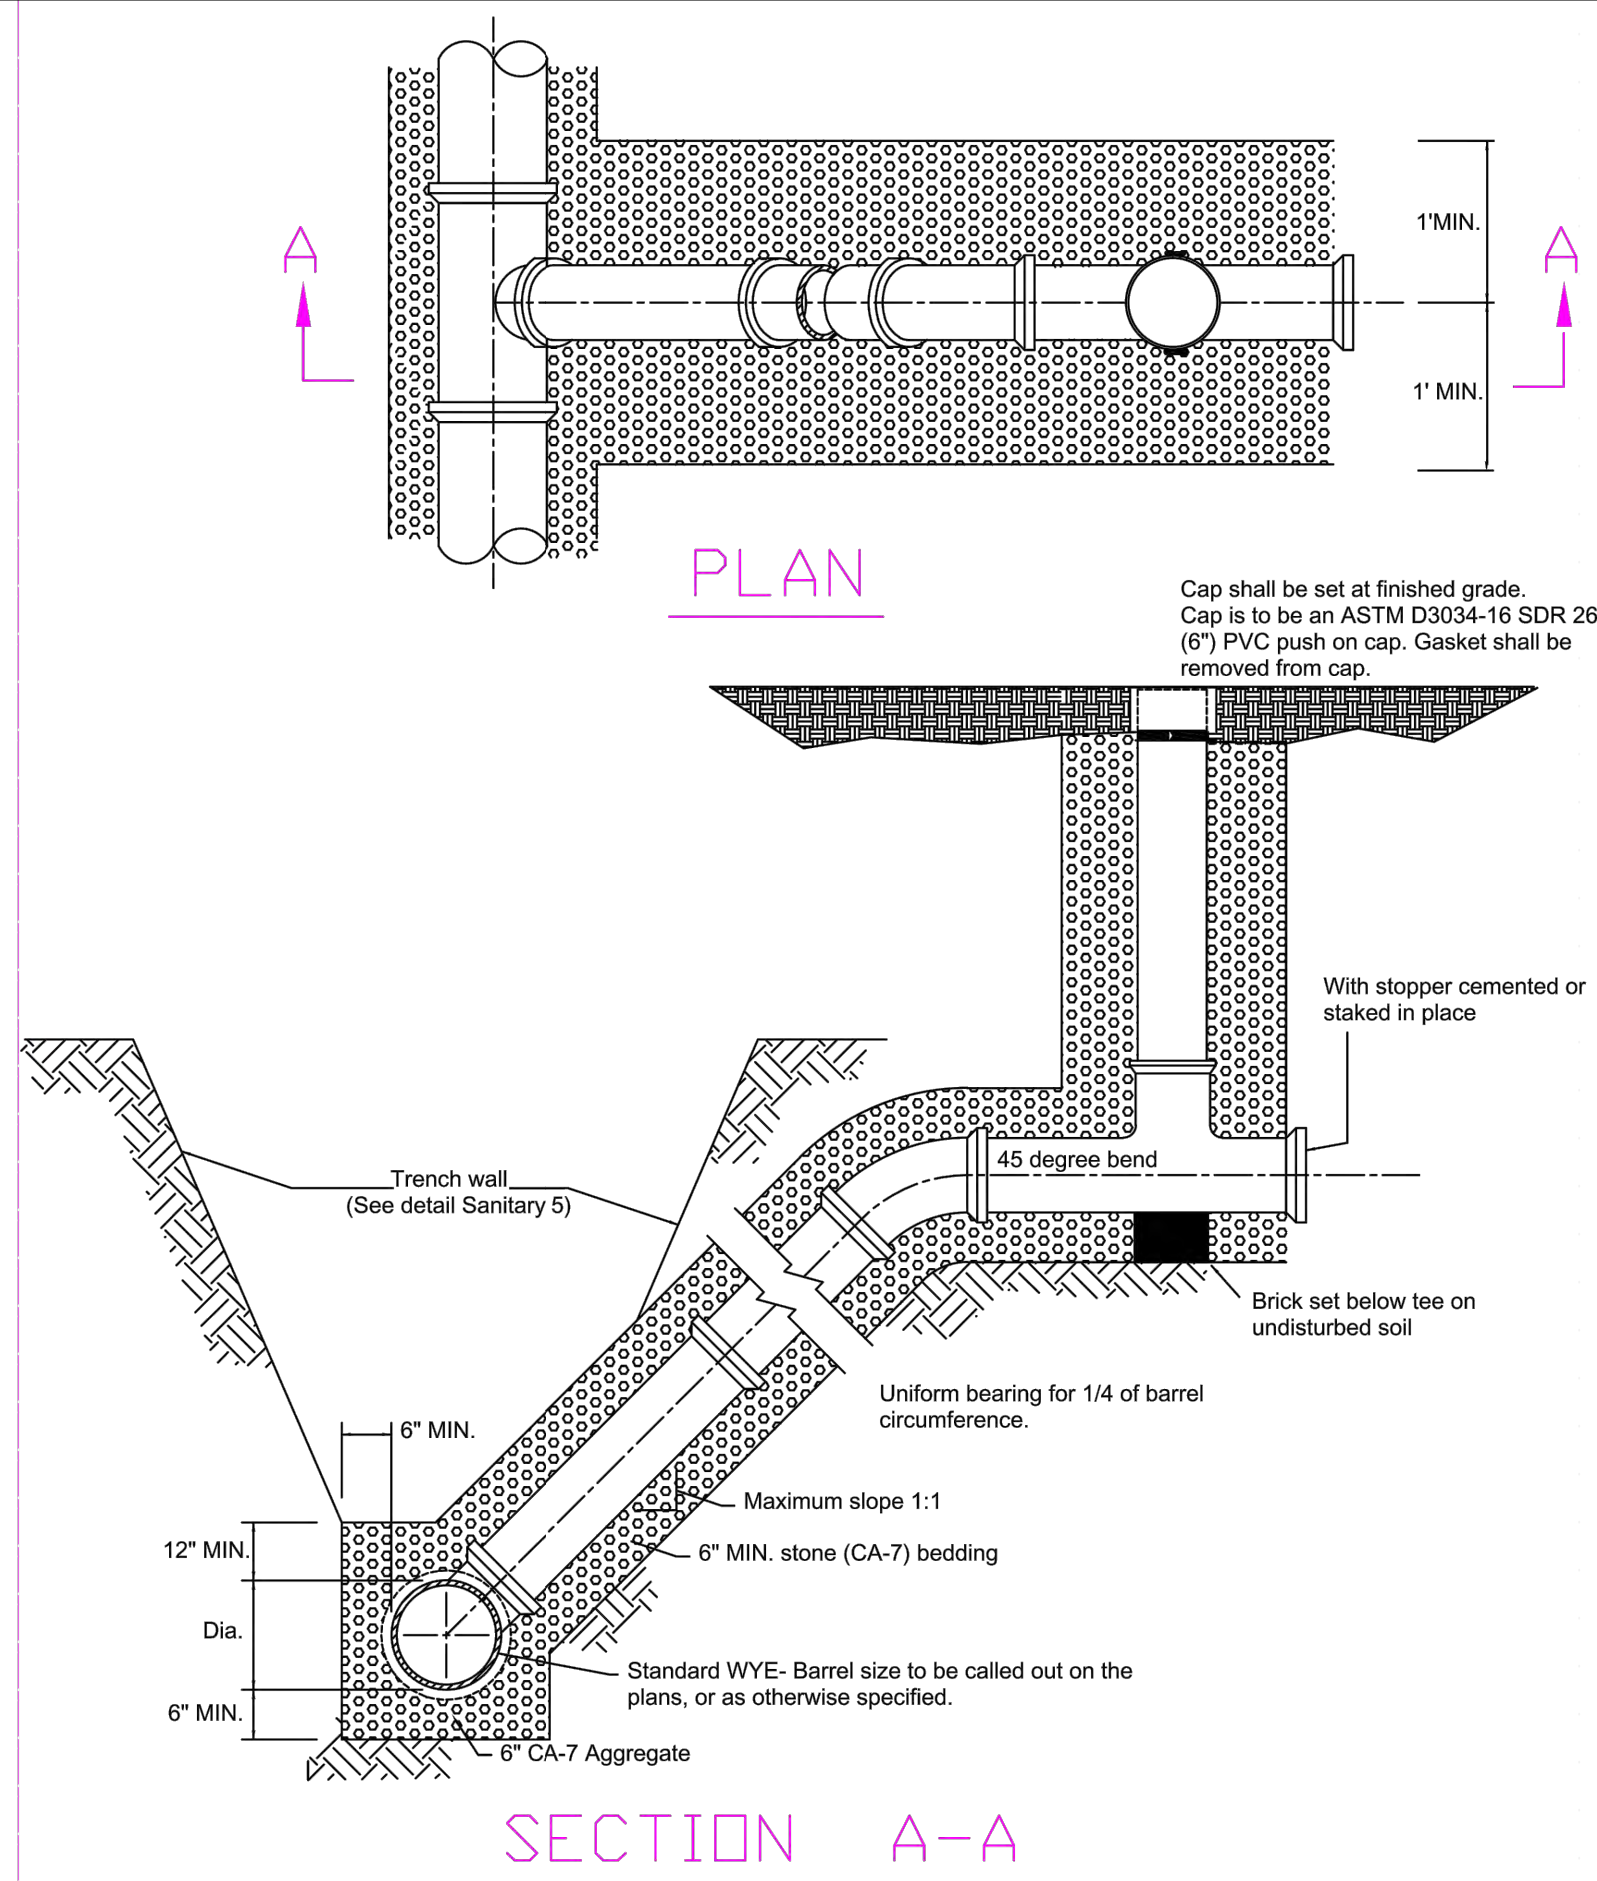 1'MIN.
A
A
1' MIN.
PLAN
Cap shall be set at finished grade.
Cap is to be an ASTM D3034-16 SDR 26
(6") PVC push on cap. Gasket shall be
removed from cap.
With stopper cemented or
staked in place
45 degree bend
Trench wall
(See detail Sanitary 5)
Brick set below tee on
undisturbed soil
Uniform bearing for 1/4 of barrel
circumference.
6" MIN.
Maximum slope 1:1
12" MIN.
6" MIN. stone (CA-7) bedding
Dia.
Standard WYE- Barrel size to be called out on the
plans, or as otherwise specified.
6" MIN.
6" CA-7 Aggregate
SECTION A-A